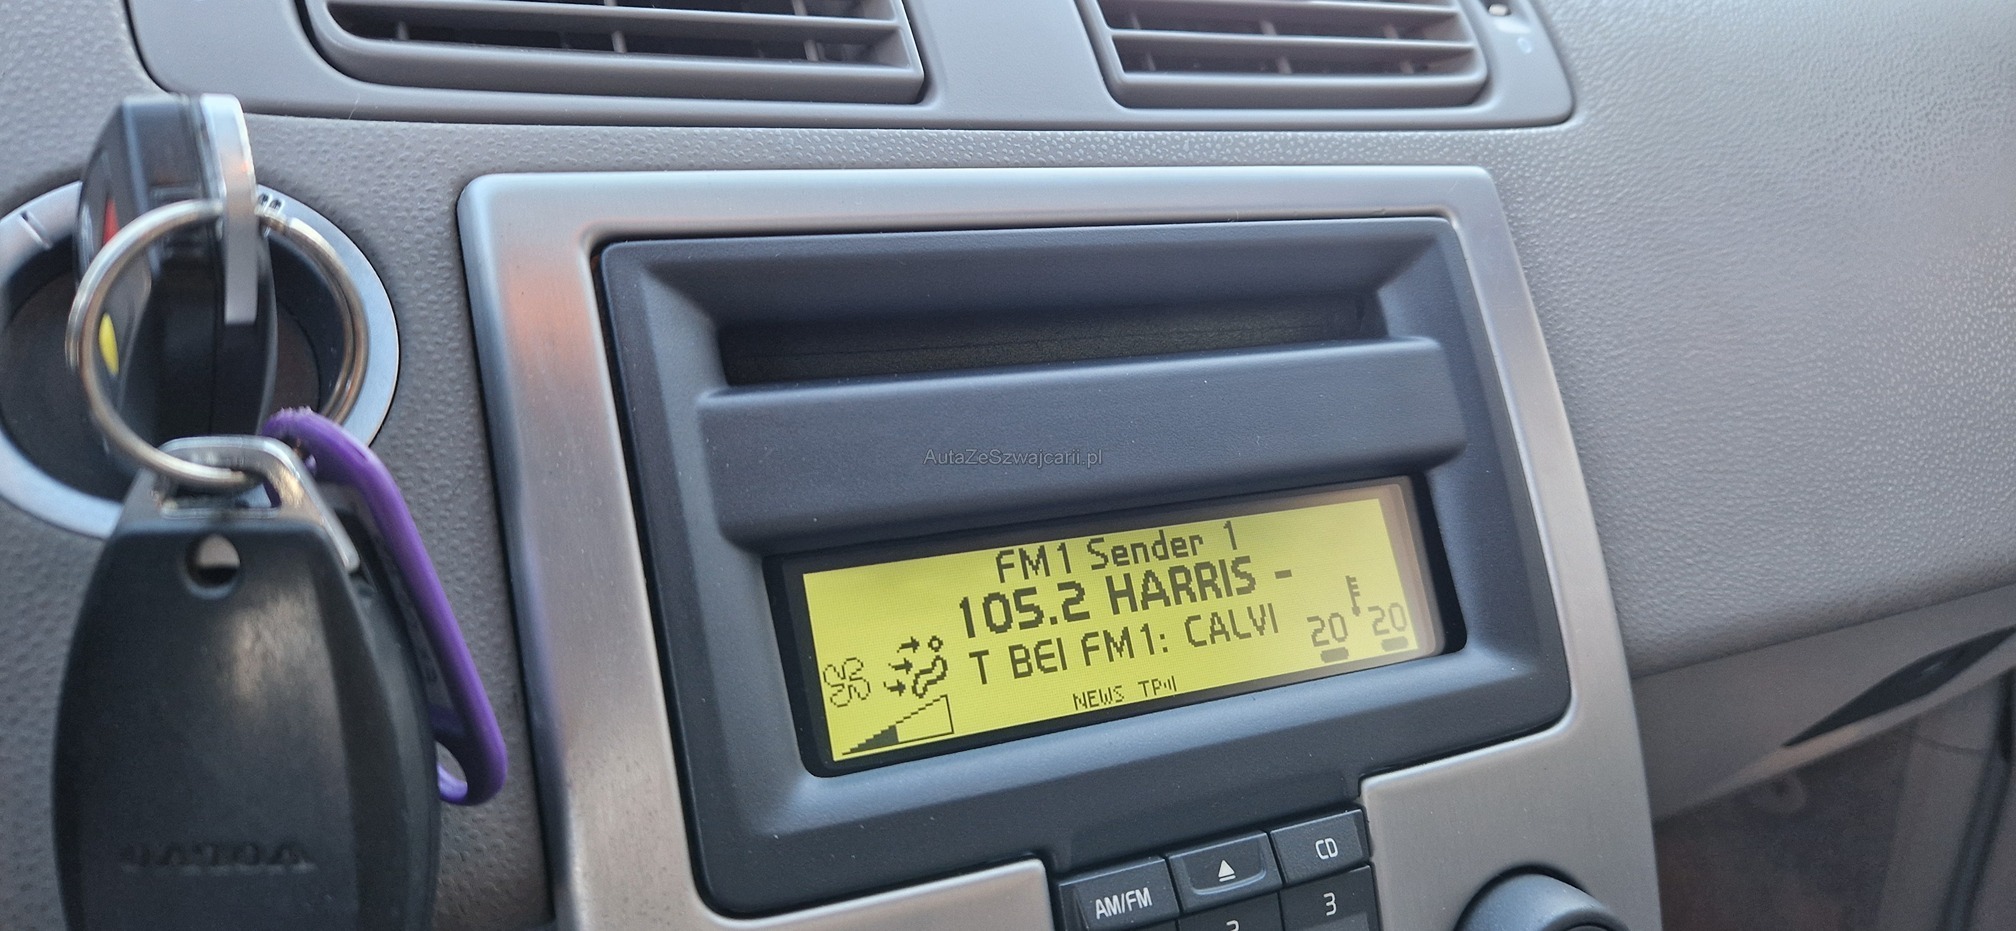 AutaZeSzwajcarii.pl
FM1 Sender 1
105.2 HARRIS -
T BEI FM1: CALVI
20 20
NEWS TP
VOLVO
AM/FM
CD
3